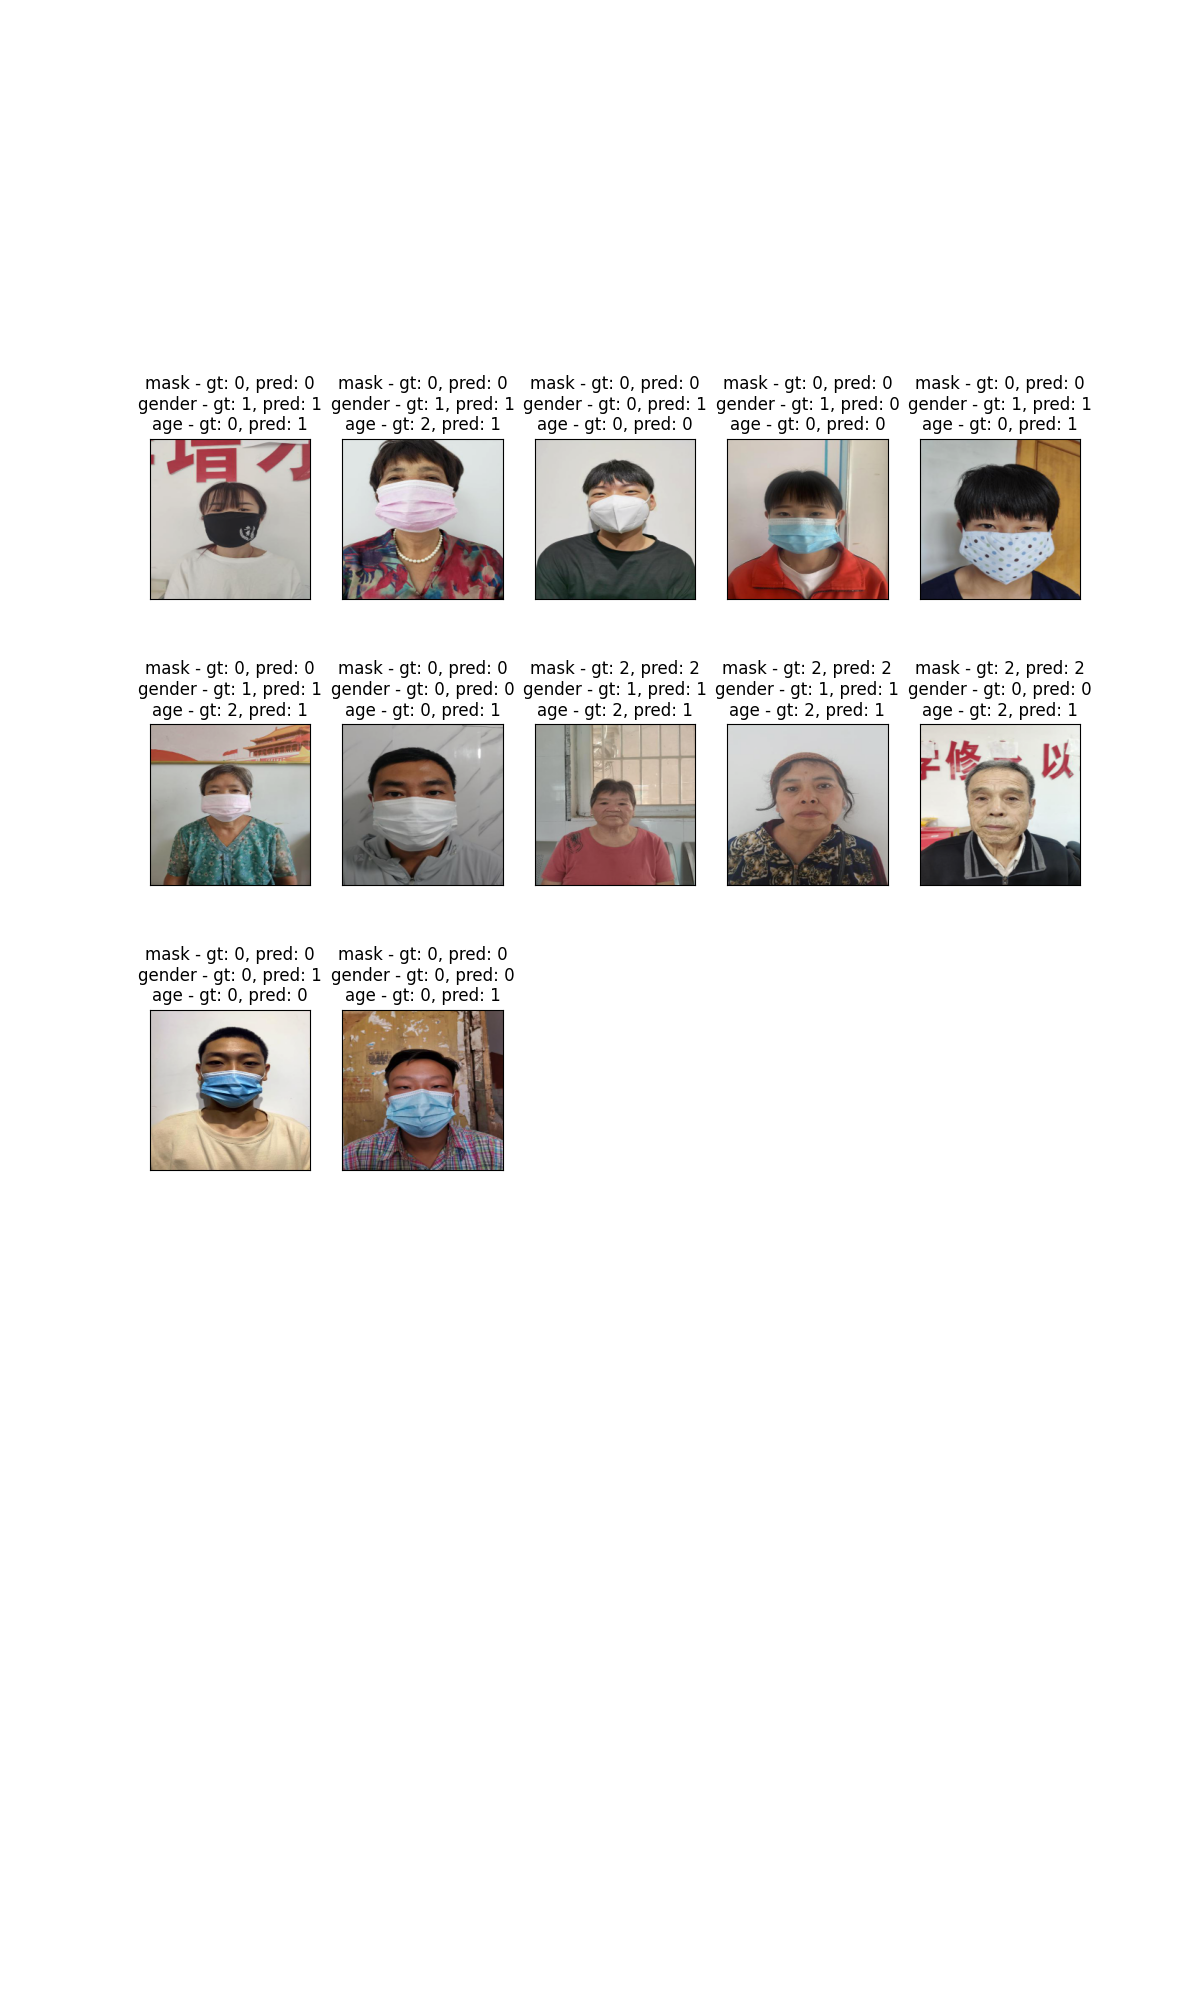 mask - gt: 0, pred: 0
gender - gt: 1, pred: 1
age - gt: 0, pred: 1
mask - gt: 0, pred: 0
gender - gt: 1, pred: 1
age - gt: 2, pred: 1
mask - gt: 0, pred: 0
gender - gt: 0, pred: 1
age - gt: 0, pred: 0
mask - gt: 0, pred: 0
gender - gt: 1, pred: 0
age - gt: 0, pred: 0
mask - gt: 0, pred: 0
gender - gt: 1, pred: 1
age - gt: 0, pred: 1
mask - gt: 0, pred: 0
gender - gt: 1, pred: 1
age - gt: 2, pred: 1
mask - gt: 0, pred: 0
gender - gt: 0, pred: 0
age - gt: 0, pred: 1
mask - gt: 2, pred: 2
gender - gt: 1, pred: 1
age - gt: 2, pred: 1
mask - gt: 2, pred: 2
gender - gt: 1, pred: 1
age - gt: 2, pred: 1
mask - gt: 2, pred: 2
gender - gt: 0, pred: 0
age - gt: 2, pred: 1
修 以
mask - gt: 0, pred: 0
gender - gt: 0, pred: 1
age - gt: 0, pred: 0
mask - gt: 0, pred: 0
gender - gt: 0, pred: 0
age - gt: 0, pred: 1